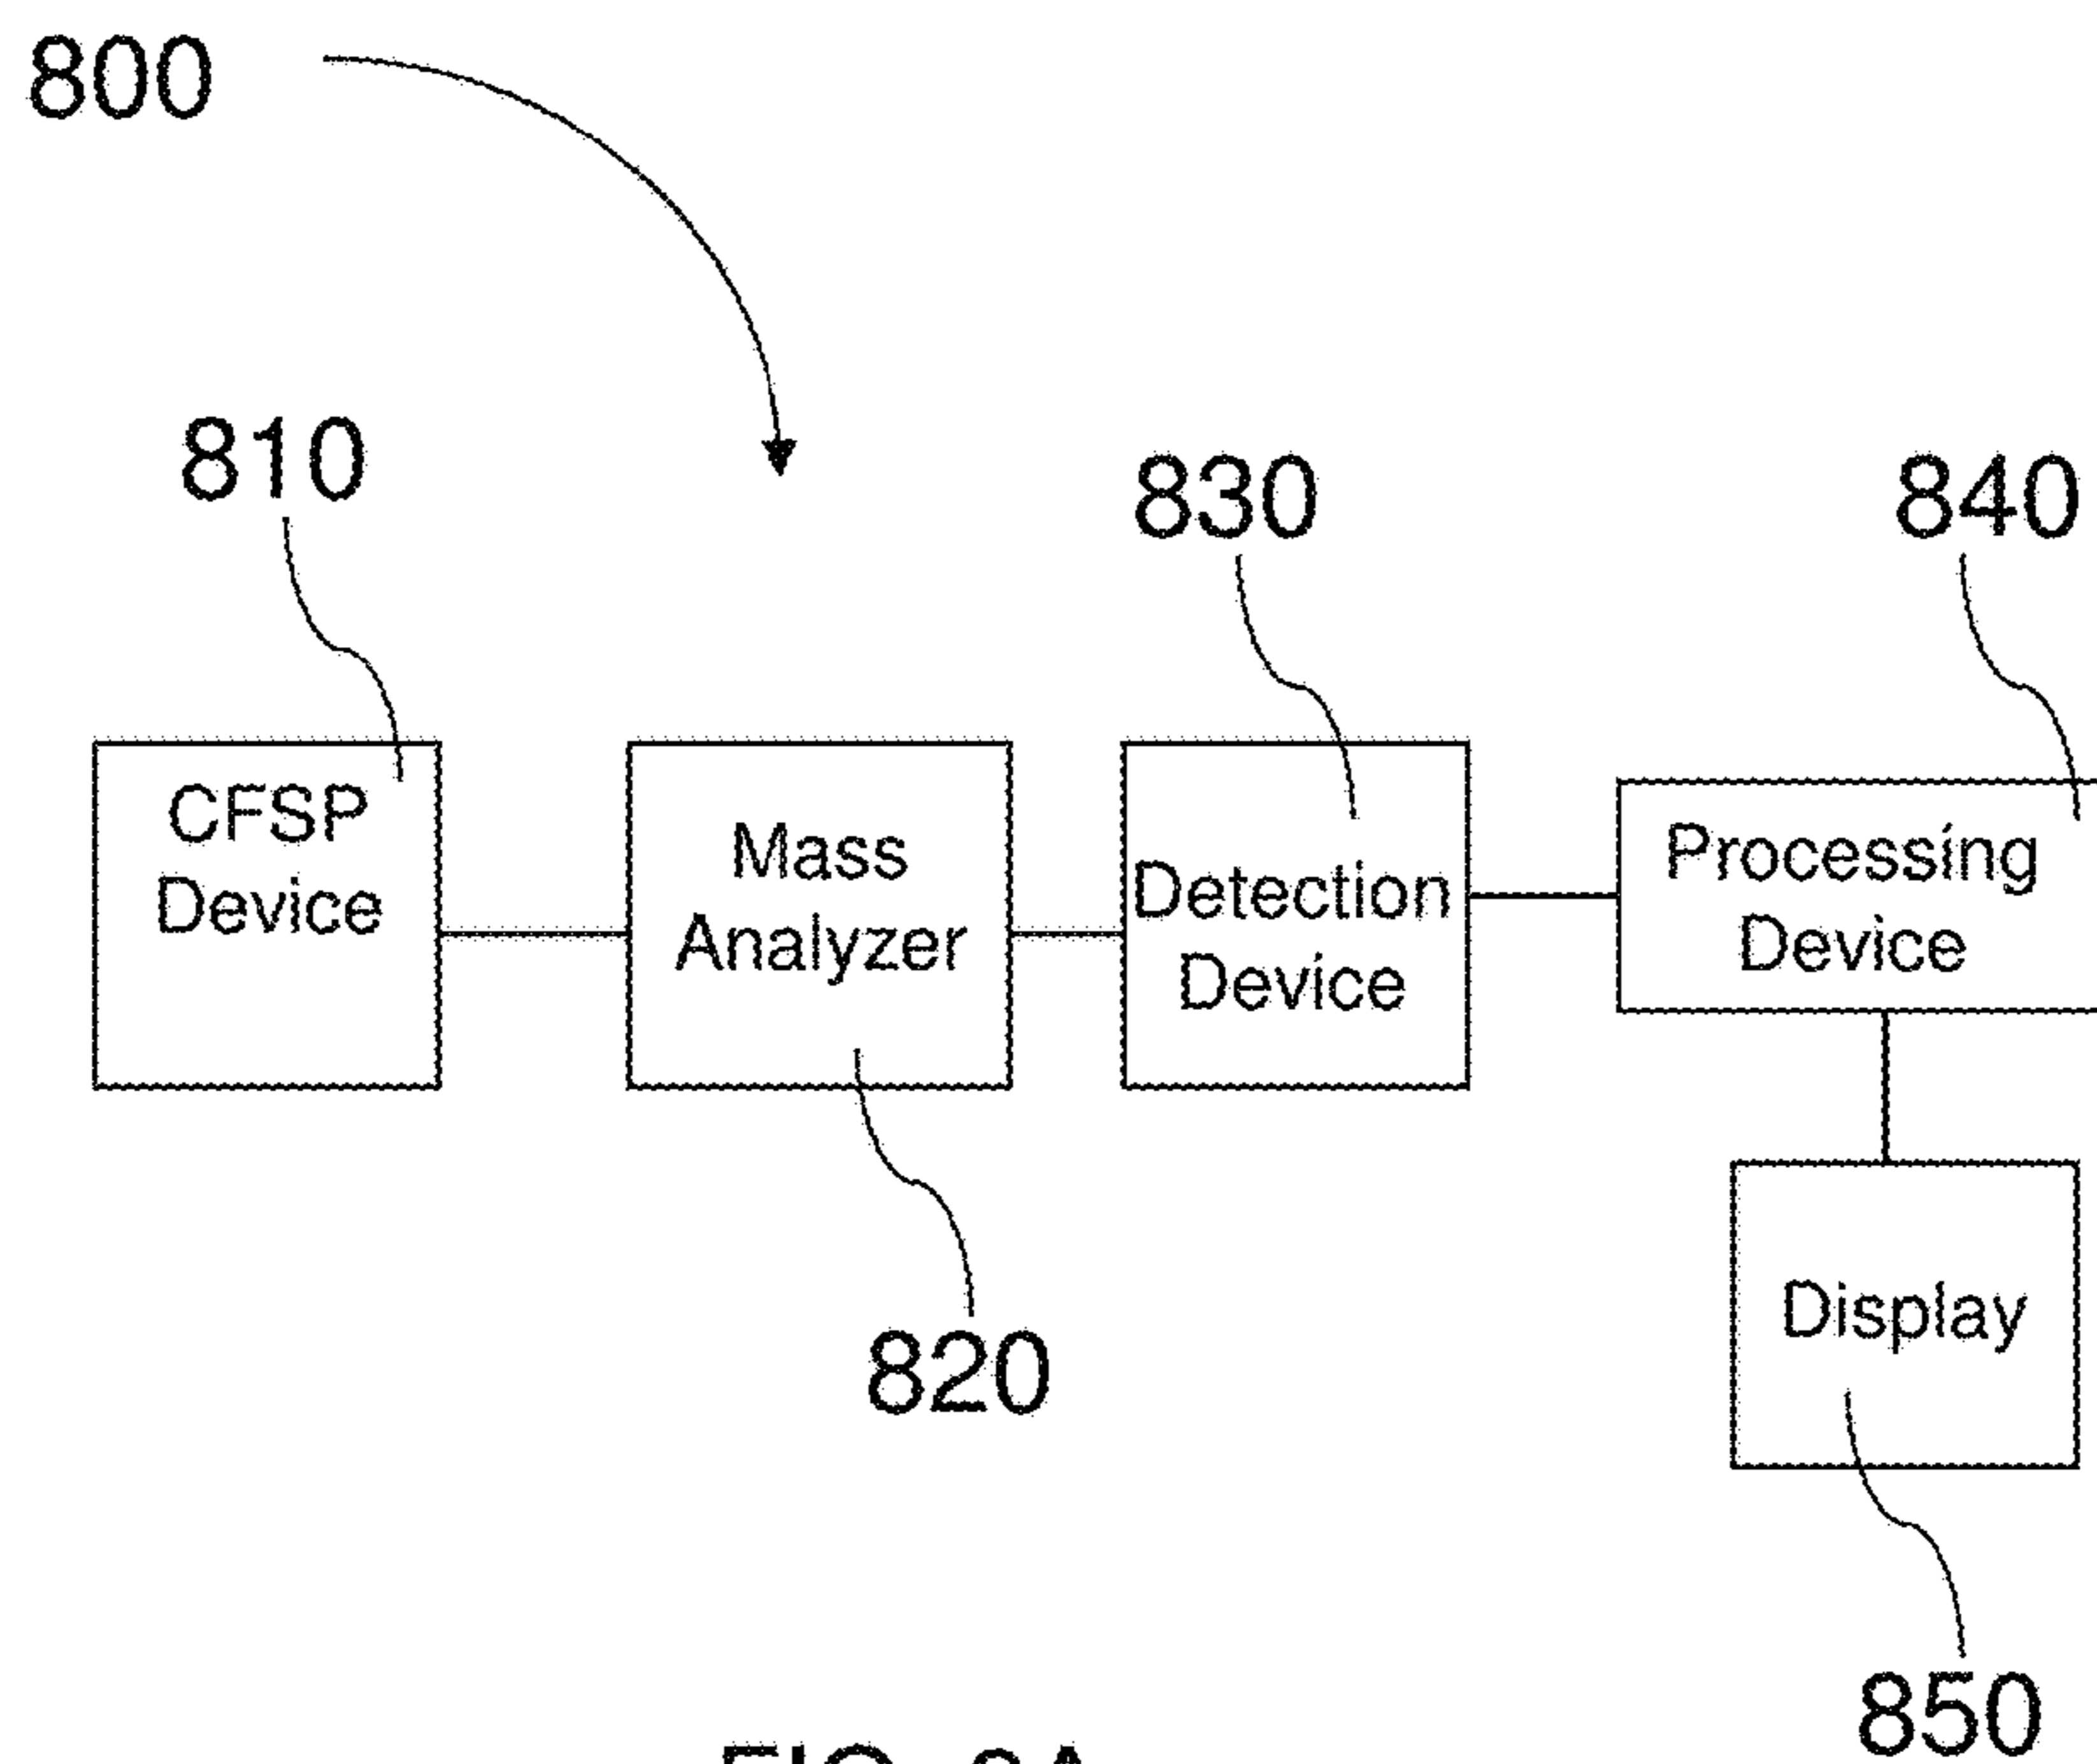 800
810
830
840
CFSP
Device
Mass
Analyzer
Detection
Device
Processing
Device
820
Display
850